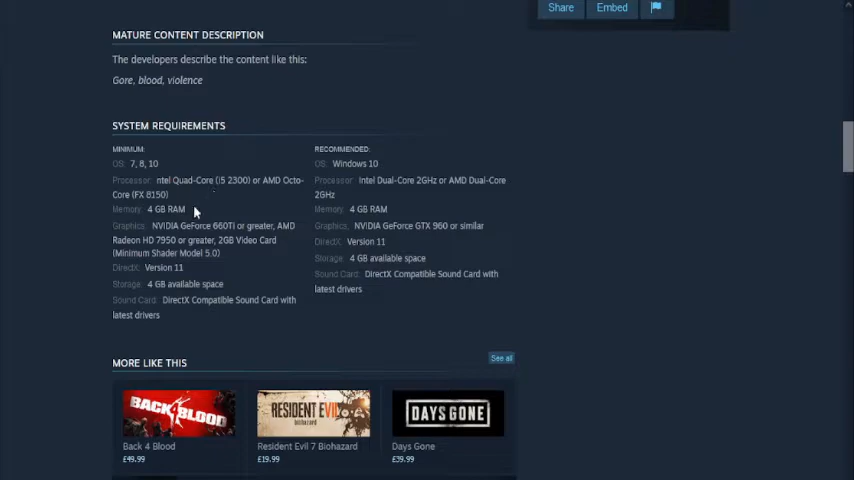 Share
Embed
MATURE CONTENT DESCRIPTION
The developers describe the content like this:
Gore, blood, violence
SYSTEM REQUIREMENTS
MINIMUM:
OS: 7, 8, 10
Processor: ntel Quad-Core (i5 2300) or AMD Octo-
Core (FX 8150)
Memory: 4 GB RAM
Graphics: NVIDIA GeForce 660Ti or greater, AMD
Radeon HD 7950 or greater, 2GB Video Card
(Minimum Shader Model 5.0)
DirectX: Version 11
Storage: 4 GB available space
Sound Card: DirectX Compatible Sound Card with
latest drivers
RECOMMENDED:
OS: Windows 10
Processor: Intel Dual-Core 2GHz or AMD Dual-Core
2GHz
Memory: 4 GB RAM
Graphics: NVIDIA GeForce GTX 960 or similar
DirectX: Version 11
Storage: 4 GB available space
Sound Card: DirectX Compatible Sound Card with
latest drivers
MORE LIKE THIS
See all
BACK 4 BLOOD
RESIDENT EVIL
biohazard
DAYS GONE
Back 4 Blood
£49.99
Resident Evil 7 Biohazard
£19.99
Days Gone
£39.99